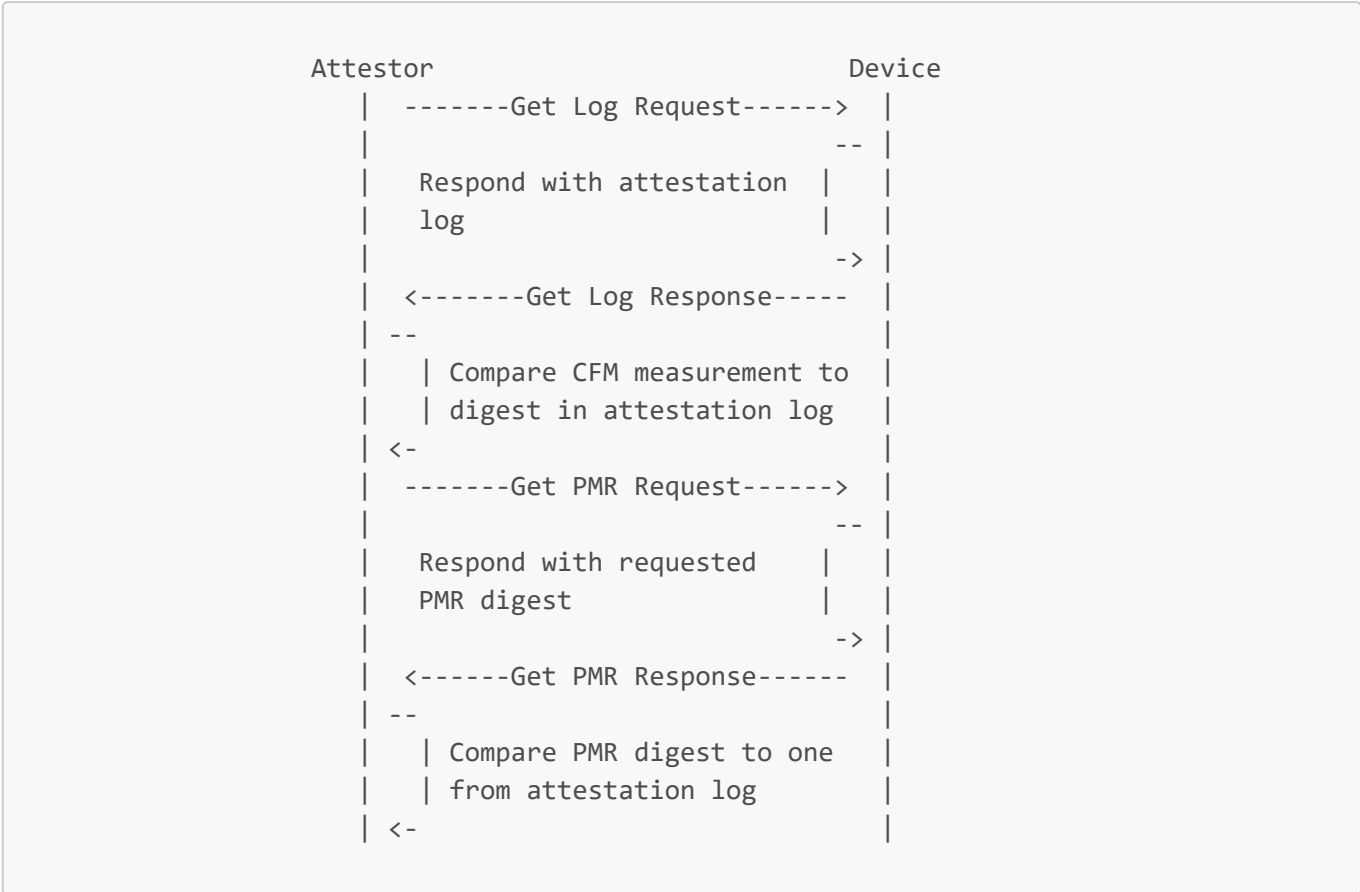 Attestor                           Device
   |  -------Get Log Request------>  |
   |                              -- |
   |   Respond with attestation  |   |
   |   log                       |   |
   |                              -> |
   |  <-------Get Log Response-----  |
   | --                              |
   |   | Compare CFM measurement to  |
   |   | digest in attestation log   |
   | <-                              |
   |  -------Get PMR Request------>  |
   |                              -- |
   |   Respond with requested    |   |
   |   PMR digest                |   |
   |                              -> |
   |  <------Get PMR Response------  |
   | --                              |
   |   | Compare PMR digest to one   |
   |   | from attestation log        |
   | <-                              |